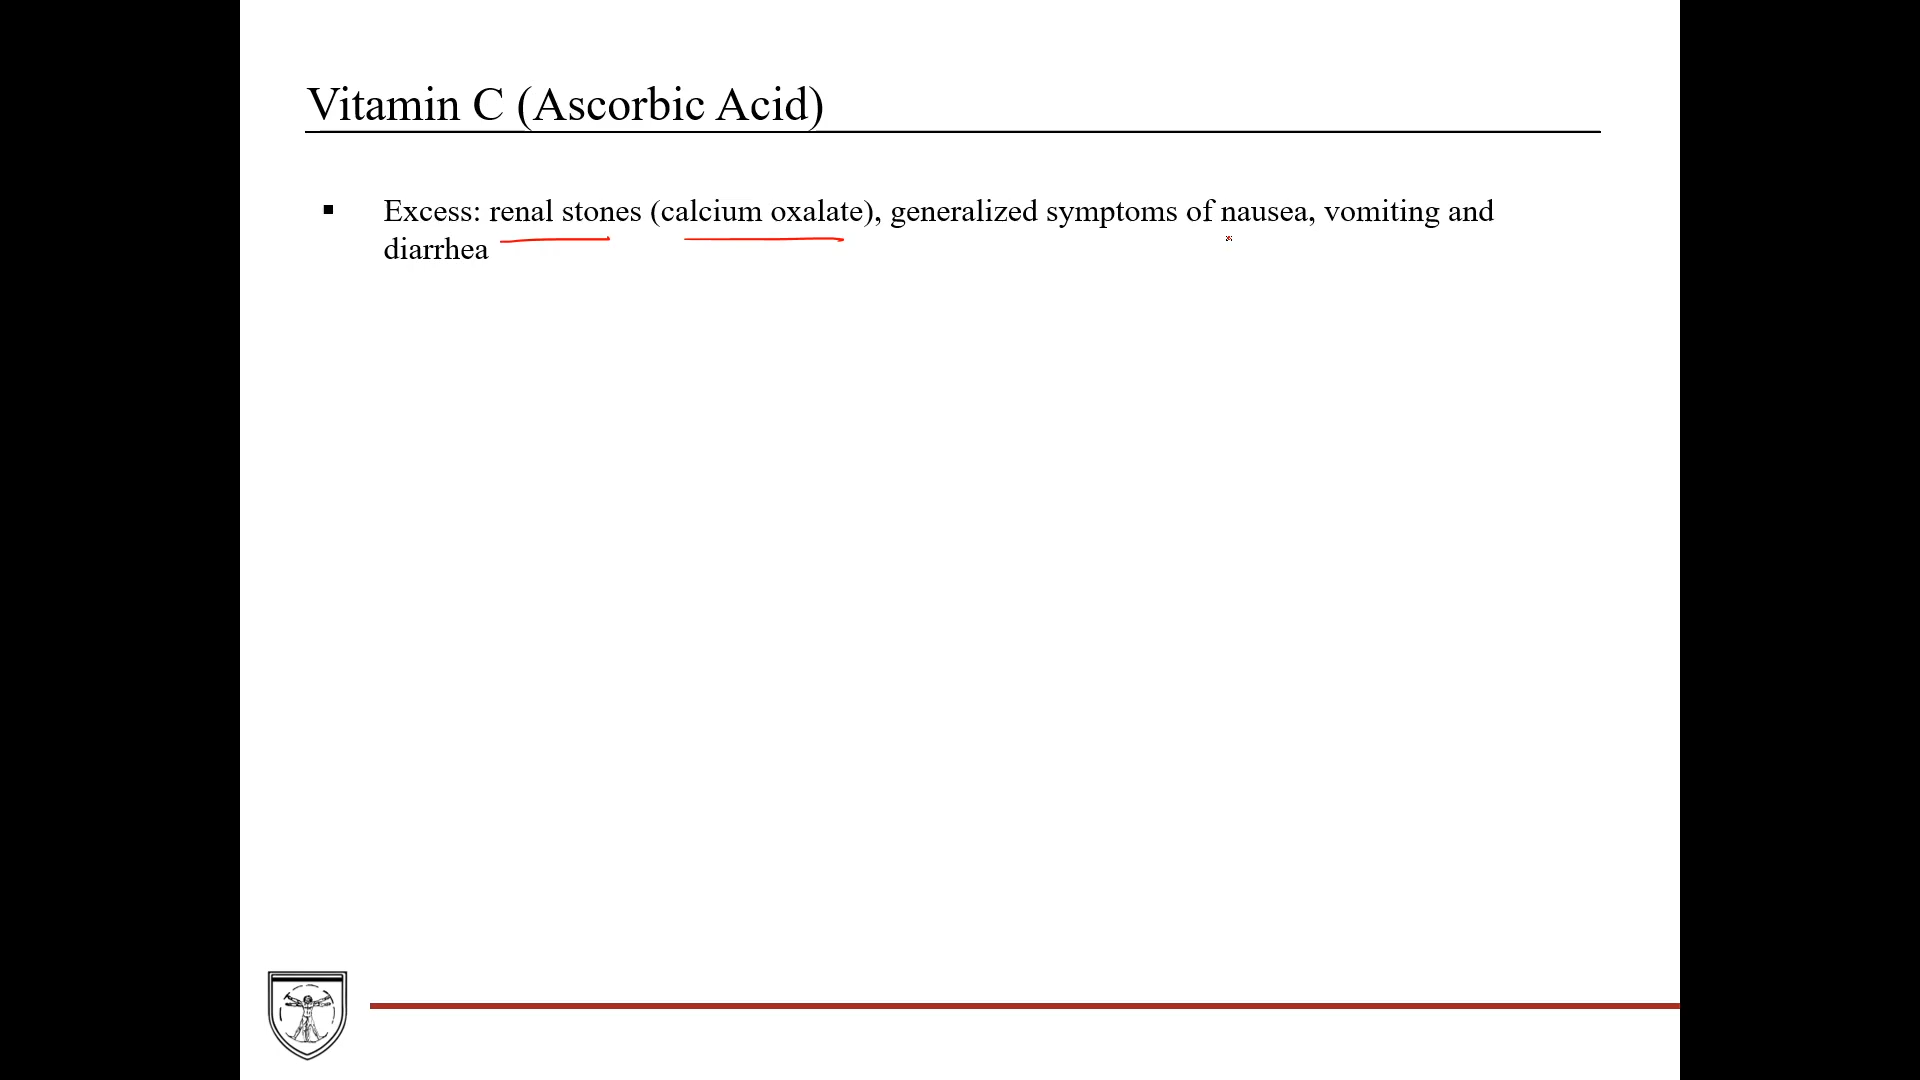 Vitamin C (Ascorbic Acid)
▪ Excess: renal stones (calcium oxalate), generalized symptoms of nausea, vomiting and
diarrhea